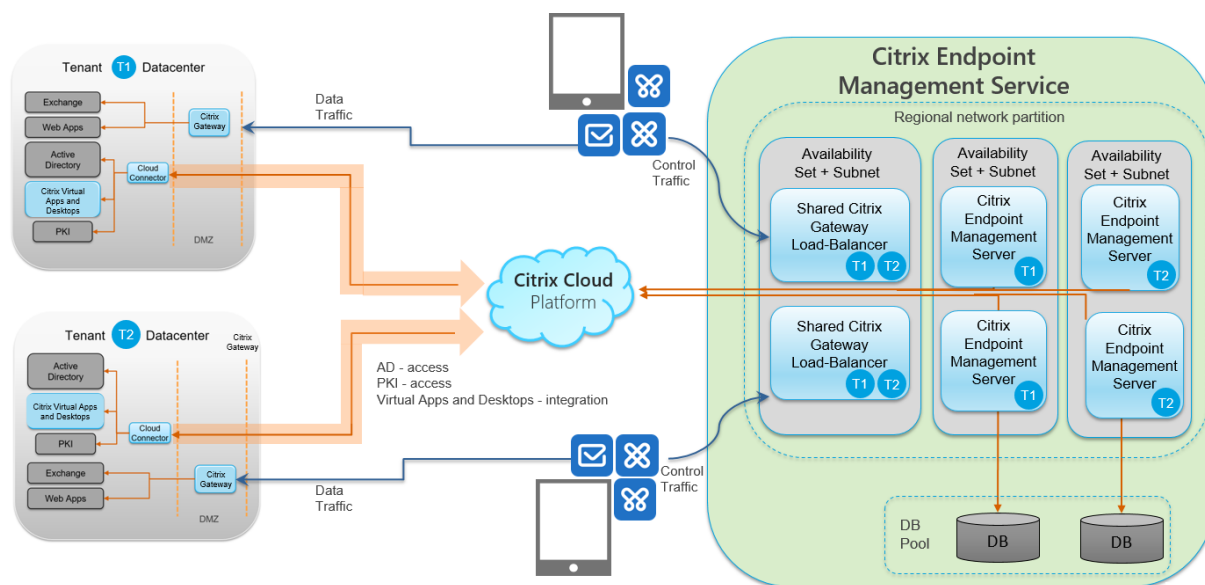 Tenant T1 Datacenter
Exchange
Web Apps
Active
Directory
Citrix Virtual
Apps and
Desktops
PKI
Cloud
Connector
Citrix
Gateway
DMZ
Data
Traffic
Control
Traffic
Tenant T2 Datacenter
Citrix
Gateway
Active
Directory
Citrix Virtual Apps
and Desktops
PKI
Cloud
Connector
Exchange
Web Apps
Citrix
Gateway
DMZ
Data
Traffic
Control
Traffic
Citrix Cloud
Platform
AD - access
PKI - access
Virtual Apps and Desktops - integration
Citrix Endpoint
Management Service
Regional network partition
Availability
Set + Subnet
Shared Citrix
Gateway
Load-Balancer
T1 T2
Shared Citrix
Gateway
Load-Balancer
T1 T2
Availability
Set + Subnet
Citrix
Endpoint
Management
Server
T1
Citrix
Endpoint
Management
Server
T1
Availability
Set + Subnet
Citrix
Endpoint
Management
Server
T2
Citrix
Endpoint
Management
Server
T2
DB
Pool
DB
DB